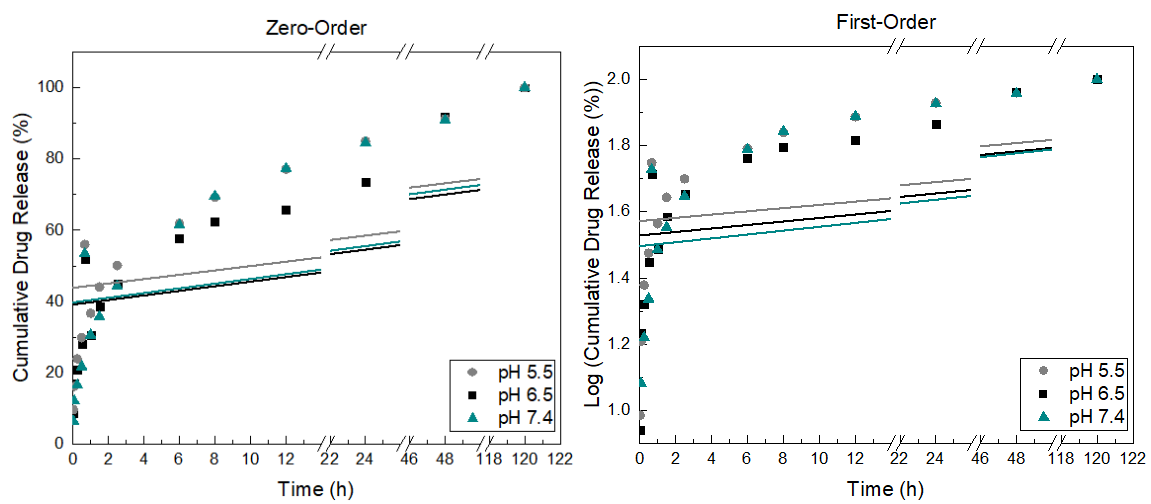 Zero-Order
Cumulative Drug Release (%)
100
80
60
40
20
0
0 2 4 6 8 10 12 22 24 46 48 118 120 122
Time (h)
pH 5.5
pH 6.5
pH 7.4
First-Order
Log (Cumulative Drug Release (%))
2.0
1.8
1.6
1.4
1.2
1.0
0 2 4 6 8 10 12 22 24 46 48 118 120 122
Time (h)
pH 5.5
pH 6.5
pH 7.4